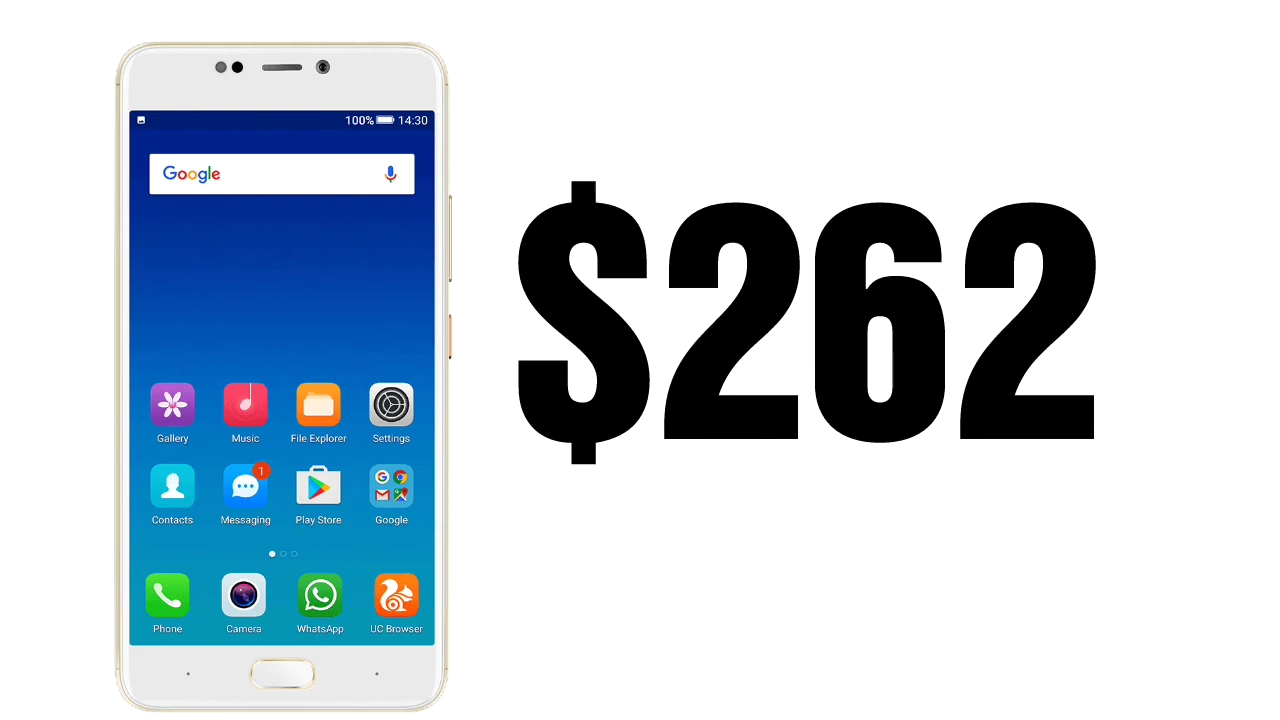 100% 14:30
Google
$262
Gallery Music File Explorer Settings
1
Contacts Messaging Play Store Google
Phone Camera WhatsApp UC Browser